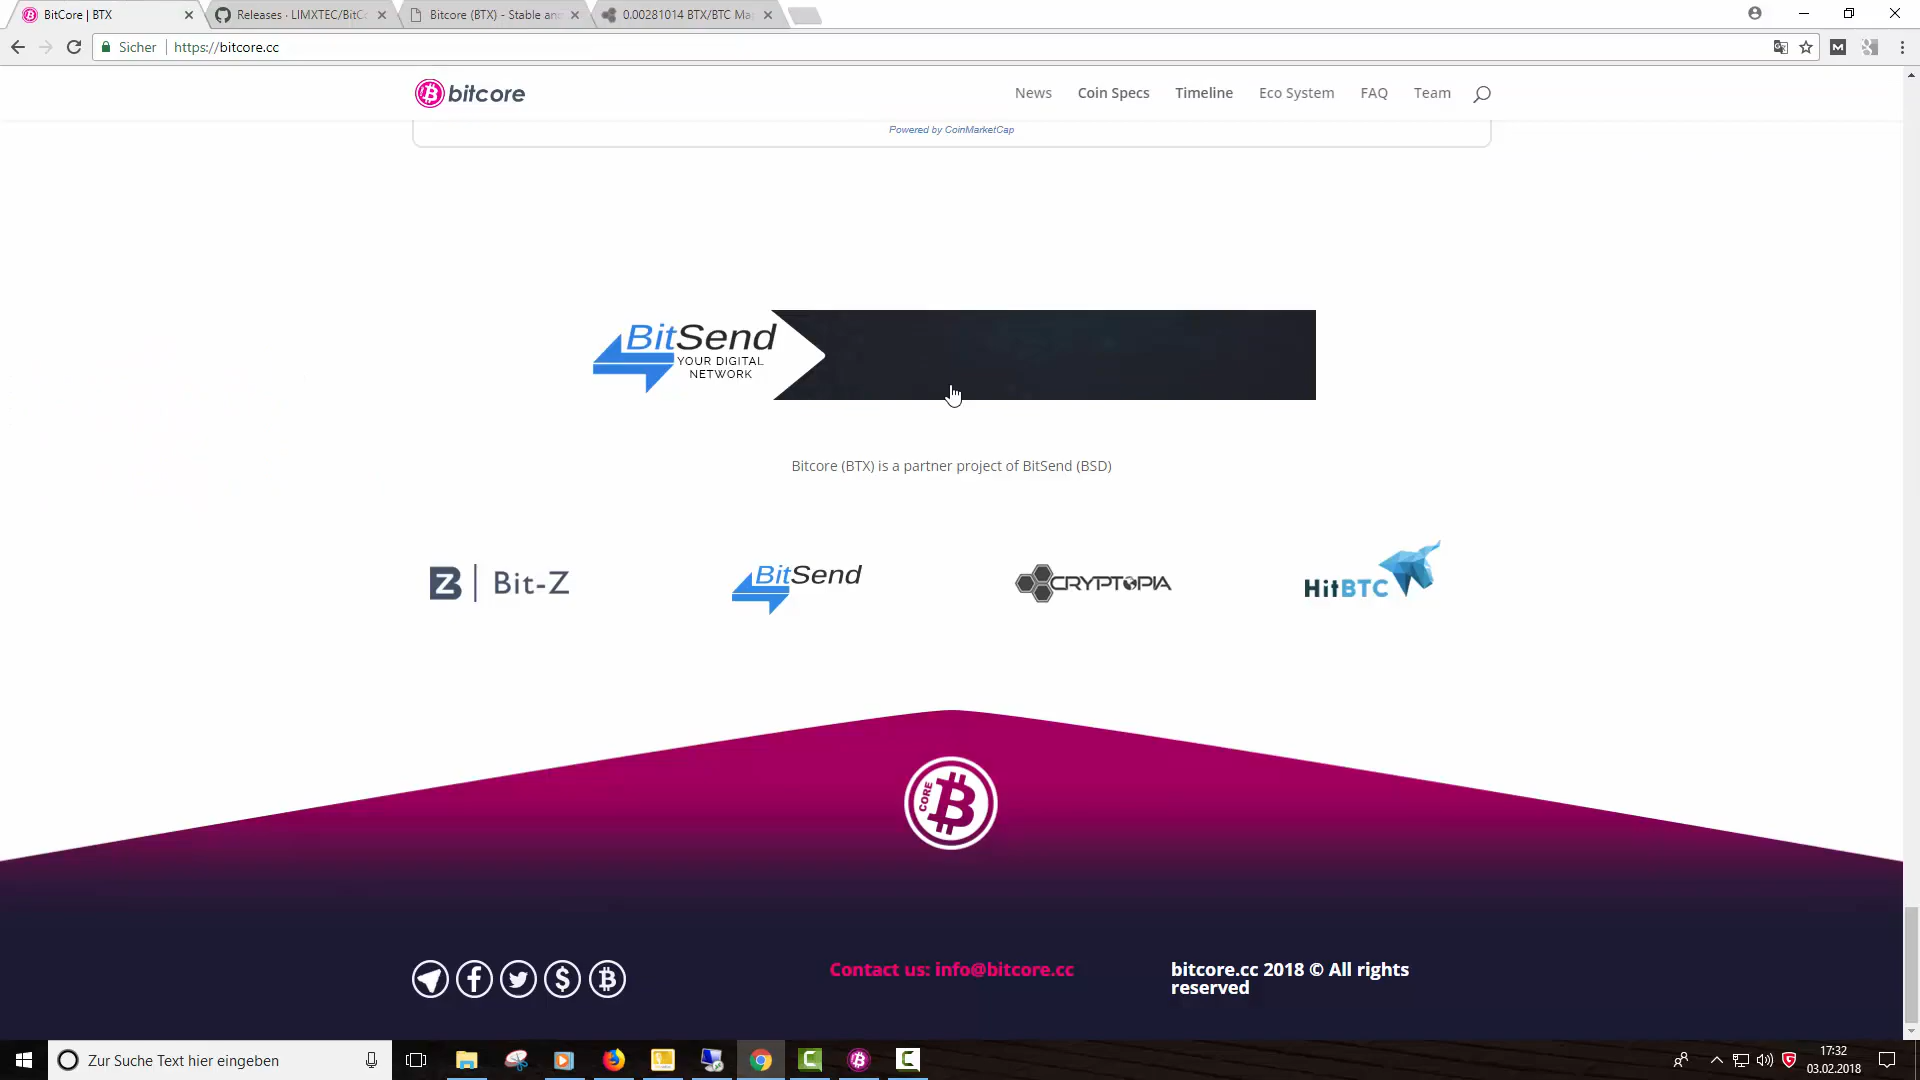 BitCore | BTX
Releases · LIMXTEC/BitC
Bitcore (BTX) - Stable an
0.00281014 BTX/BTC Ma
Sicher
https://bitcore.cc
M
bitcore
News
Coin Specs
Timeline
Eco System
FAQ
Team
Powered by CoinMarketCap
BitSend
YOUR DIGITAL
NETWORK
Bitcore (BTX) is a partner project of BitSend (BSD)
Bit-Z
BitSend
CRYPTOPIA
HitBTC
CORE
Contact us: info@bitcore.cc
bitcore.cc 2018 © All rights
reserved
Zur Suche Text hier eingeben
17:32
03.02.2018